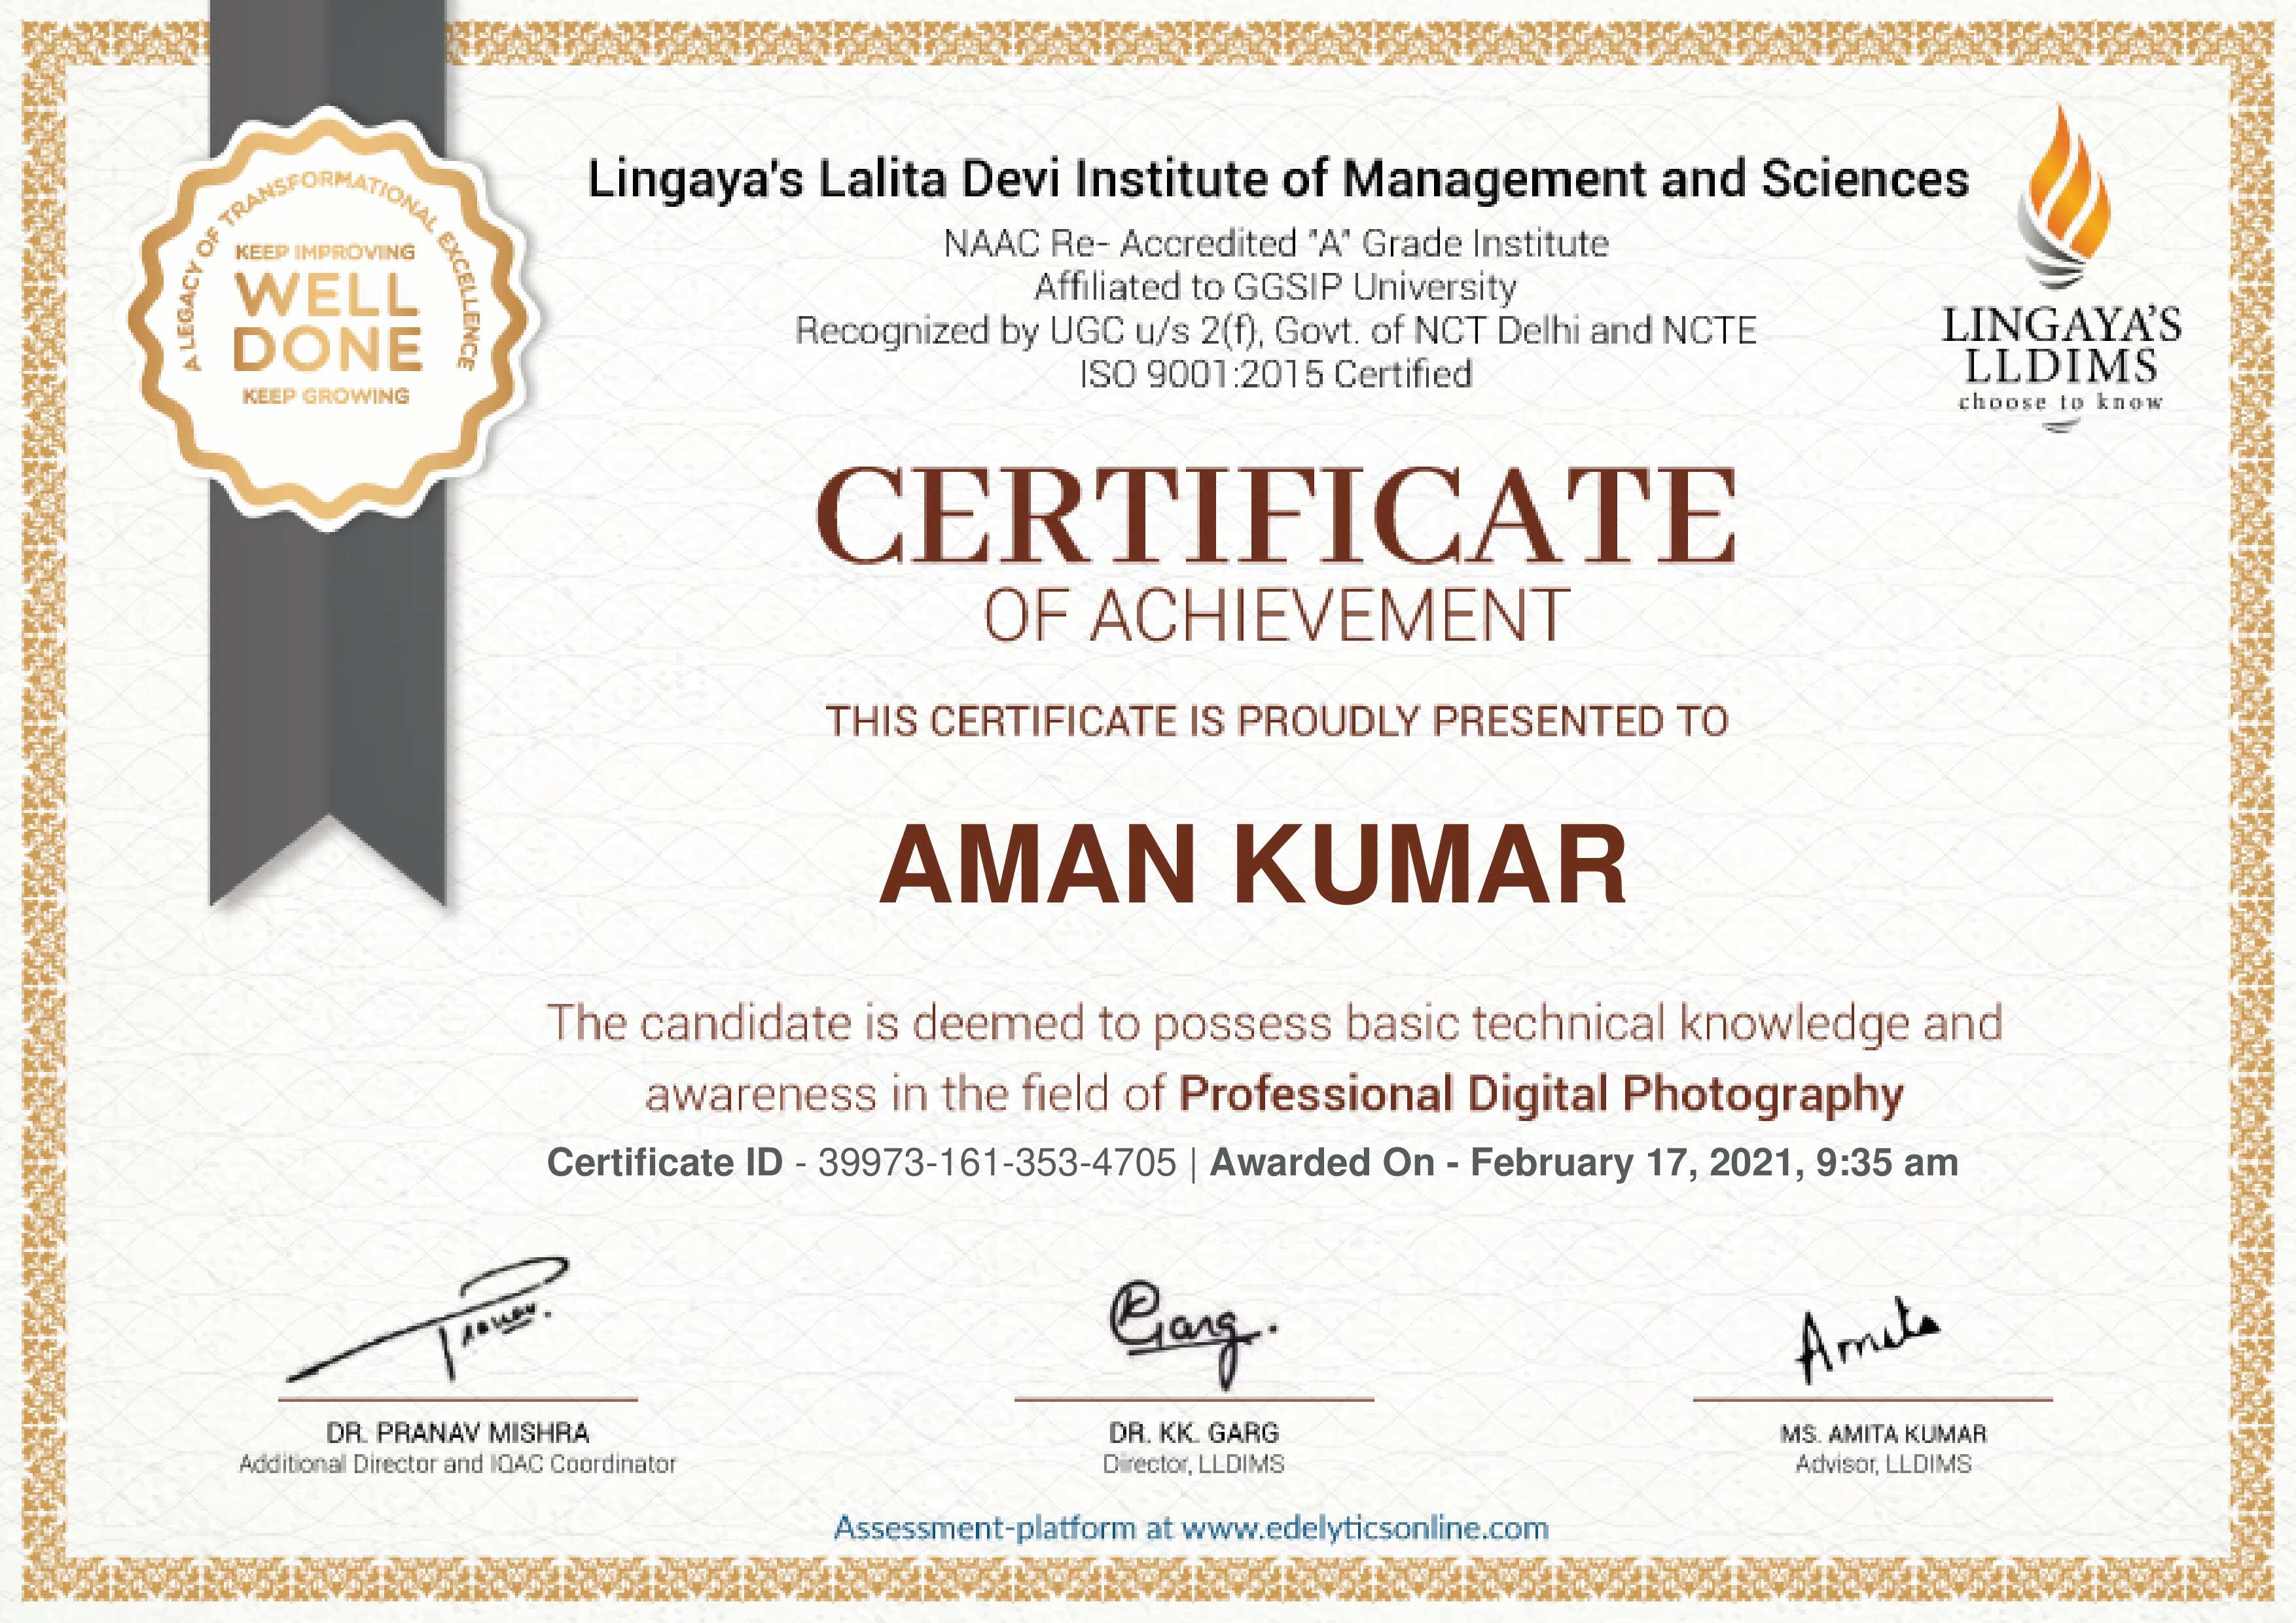 A LEGACY OF TRANSFORMATIONAL EXCELLENCE
KEEP IMPROVING
WELL
DONE
KEEP GROWING
Lingaya's Lalita Devi Institute of Management and Sciences
NAAC Re- Accredited "A" Grade Institute
Affiliated to GGSIP University
Recognized by UGC u/s 2(f), Govt. of NCT Delhi and NCTE
ISO 9001:2015 Certified
LINGAYA'S
LLDIMS
choose to know
CERTIFICATE
OF ACHIEVEMENT
THIS CERTIFICATE IS PROUDLY PRESENTED TO
AMAN KUMAR
The candidate is deemed to possess basic technical knowledge and
awareness in the field of Professional Digital Photography
Certificate ID - 39973-161-353-4705 | Awarded On - February 17, 2021, 9:35 am
Pranav.
Garg.
Amita
DR. PRANAV MISHRA
Additional Director and IQAC Coordinator
DR. KK. GARG
Director, LLDIMS
MS. AMITA KUMAR
Advisor, LLDIMS
Assessment-platform at www.edelyticsonline.com